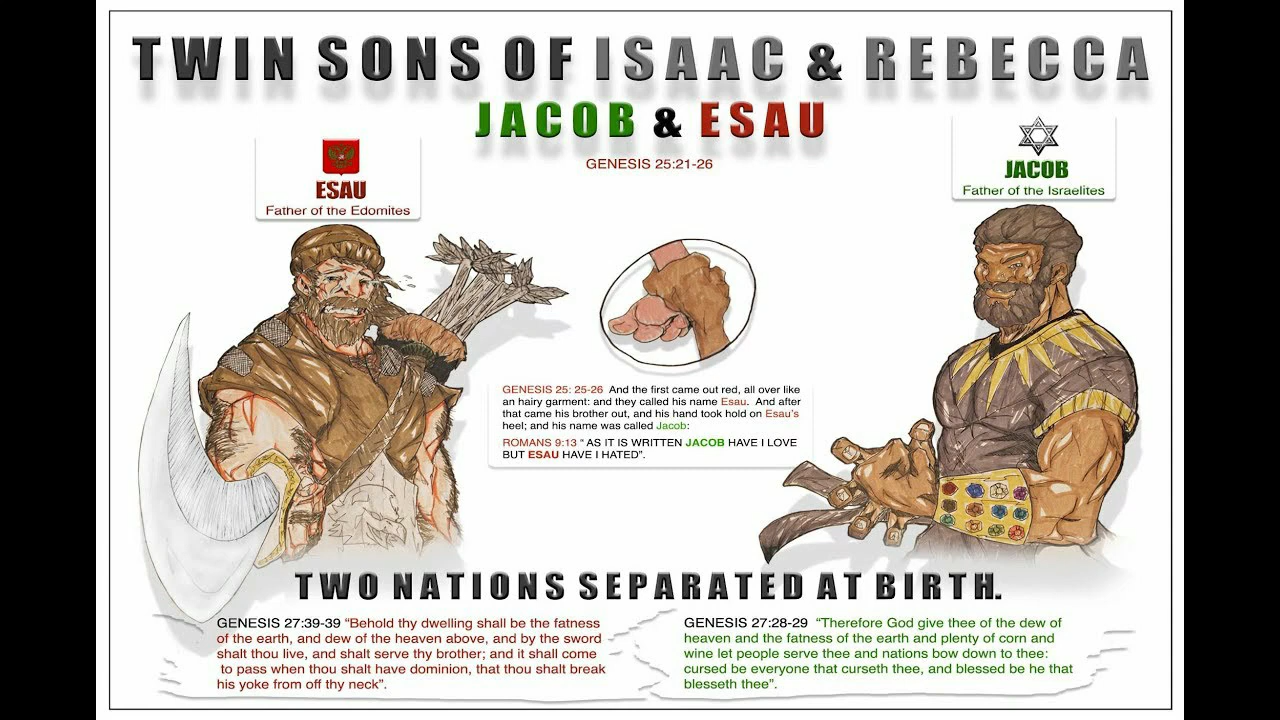 TWIN SONS OF ISAAC & REBECCA
JACOB & ESAU
GENESIS 25:21-26
ESAU
Father of the Edomites
JACOB
Father of the Israelites
GENESIS 25: 25-26 And the first came out red, all over like
an hairy garment: and they called his name Esau. And after
that came his brother out, and his hand took hold on Esau's
heel; and his name was called Jacob:
ROMANS 9:13 “ AS IT IS WRITTEN JACOB HAVE I LOVE
BUT ESAU HAVE I HATED”.
TWO NATIONS SEPARATED AT BIRTH.
GENESIS 27:39-39 “Behold thy dwelling shall be the fatness
of the earth, and dew of the heaven above, and by the sword
shalt thou live, and shalt serve thy brother; and it shall come
to pass when thou shalt have dominion, that thou shalt break
his yoke from off thy neck”.
GENESIS 27:28-29 “Therefore God give thee of the dew of
heaven and the fatness of the earth and plenty of corn and
wine let people serve thee and nations bow down to thee:
cursed be everyone that curseth thee, and blessed be he that
blesseth thee”.